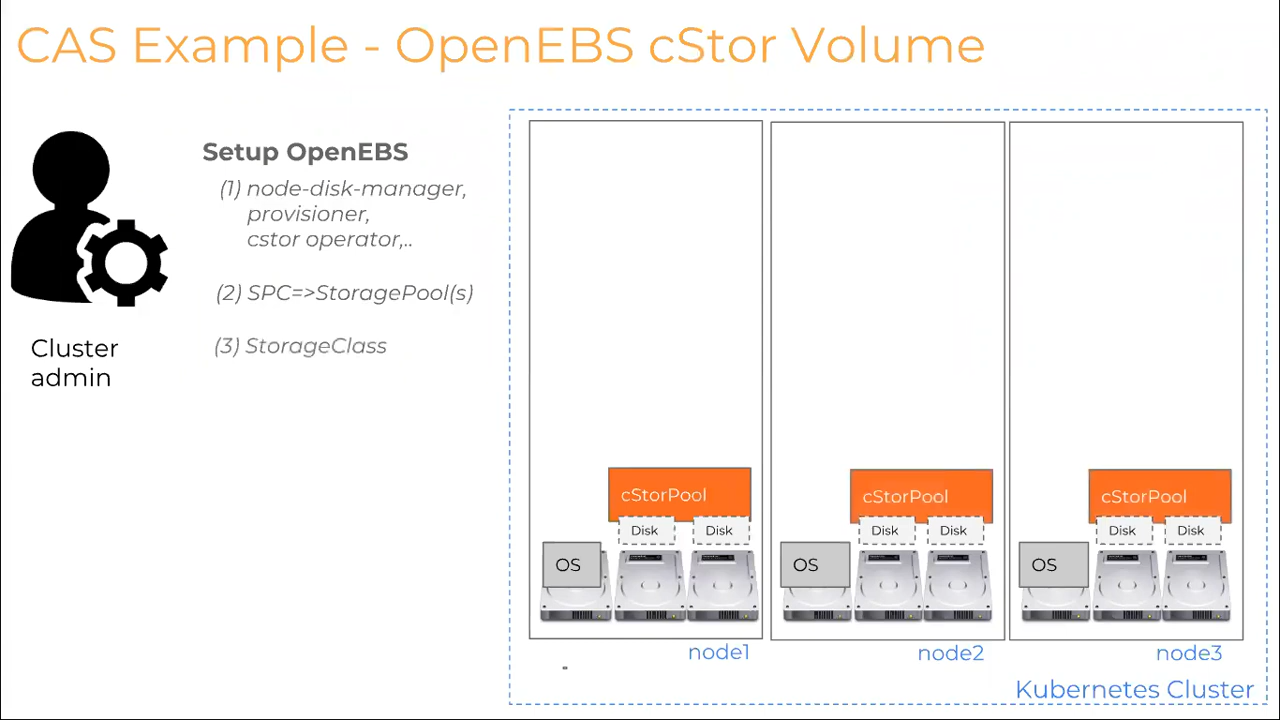 CAS Example - OpenEBS cStor Volume
Setup OpenEBS
(1) node-disk-manager,
provisioner,
cstor operator,..
(2) SPC=>StoragePool(s)
(3) StorageClass
Cluster
admin
cStorPool
Disk
Disk
OS
node1
cStorPool
Disk
Disk
OS
node2
cStorPool
Disk
Disk
OS
node3
Kubernetes Cluster